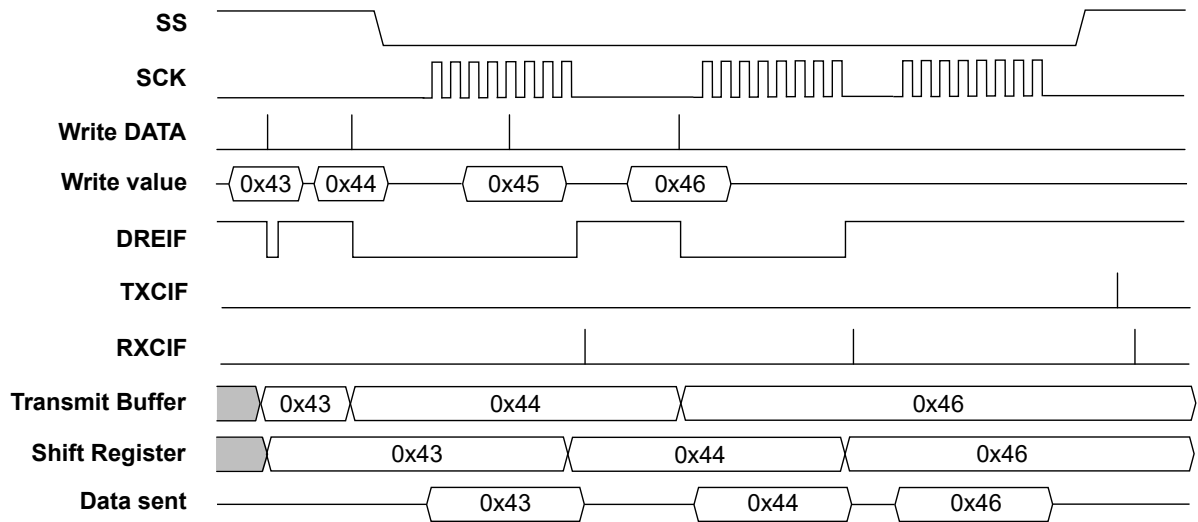 SS
SCK
Write DATA
Write value 0x43 0x44 0x45 0x46
DREIF
TXCIF
RXCIF
Transmit Buffer 0x43 0x44 0x46
Shift Register 0x43 0x44 0x46
Data sent 0x43 0x44 0x46